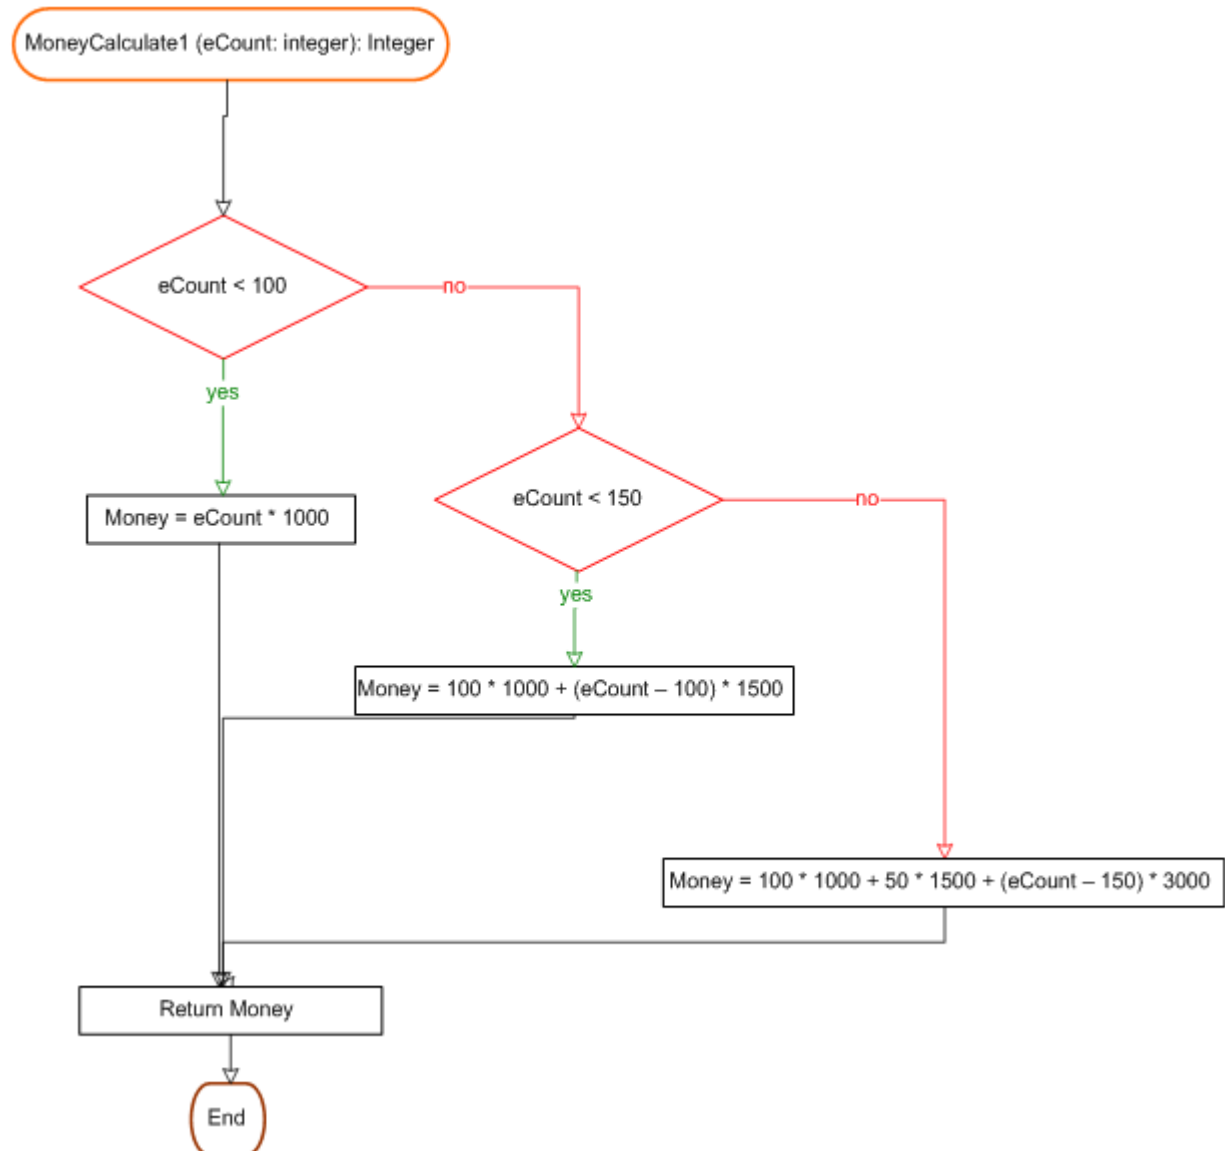 MoneyCalculate1 (eCount: integer): Integer
eCount < 100
no
yes
eCount < 150
no
Money = eCount * 1000
yes
Money = 100 * 1000 + (eCount – 100) * 1500
Money = 100 * 1000 + 50 * 1500 + (eCount – 150) * 3000
Return Money
End